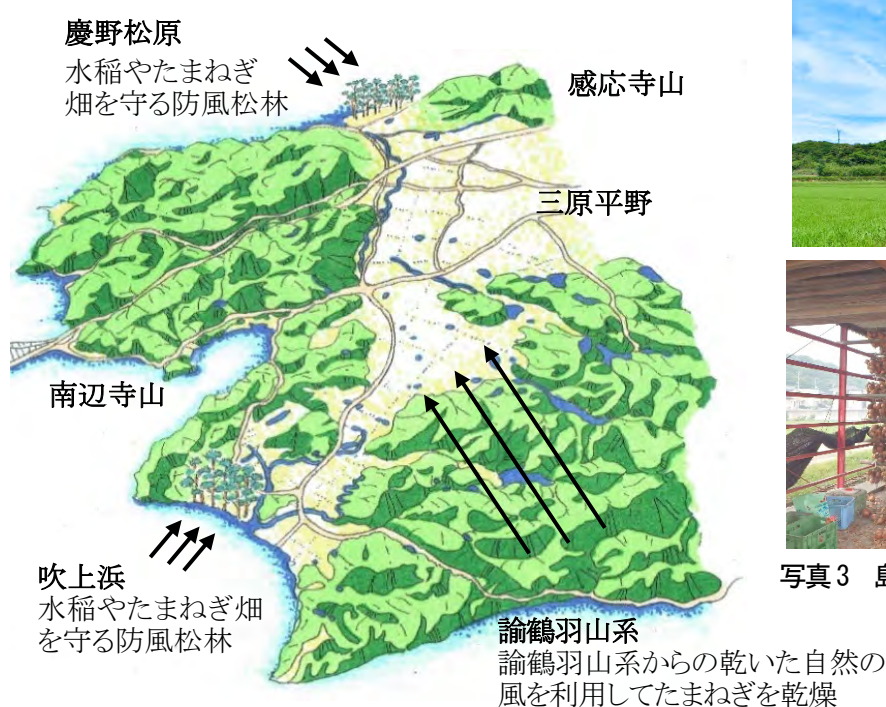 慶野松原
水稲やたまねぎ
畑を守る防風松林
感応寺山
三原平野
南辺寺山
吹上浜
水稲やたまねぎ畑
を守る防風松林
写真3
諭鶴羽山系
諭鶴羽山系からの乾いた自然の
風を利用してたまねぎを乾燥